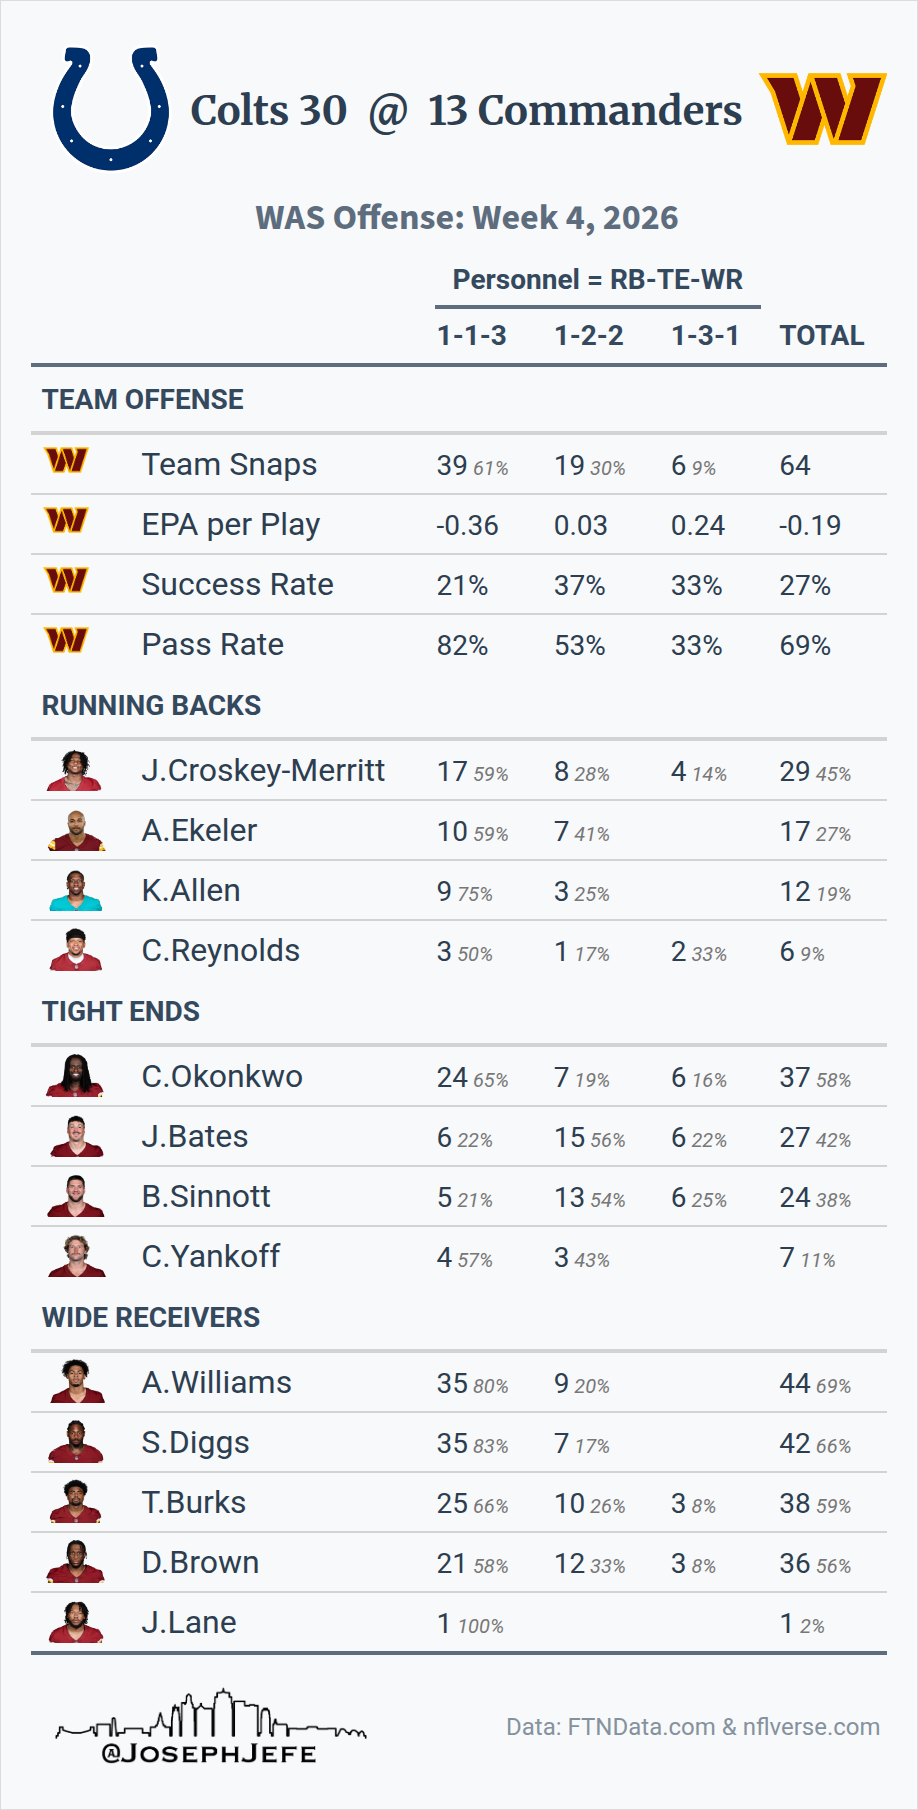 Colts 30 @ 13 Commanders
WAS Offense: Week 4, 2026
Personnel = RB-TE-WR
1-1-3 1-2-2 1-3-1 TOTAL
TEAM OFFENSE
Team Snaps 39 61% 19 30% 6 9% 64
EPA per Play -0.36 0.03 0.24 -0.19
Success Rate 21% 37% 33% 27%
Pass Rate 82% 53% 33% 69%
RUNNING BACKS
J.Croskey-Merritt 17 59% 8 28% 4 14% 29 45%
A.Ekeler 10 59% 7 41% 17 27%
K.Allen 9 75% 3 25% 12 19%
C.Reynolds 3 50% 1 17% 2 33% 6 9%
TIGHT ENDS
C.Okonkwo 24 65% 7 19% 6 16% 37 58%
J.Bates 6 22% 15 56% 6 22% 27 42%
B.Sinnott 5 21% 13 54% 6 25% 24 38%
C.Yankoff 4 57% 3 43% 7 11%
WIDE RECEIVERS
A.Williams 35 80% 9 20% 44 69%
S.Diggs 35 83% 7 17% 42 66%
T.Burks 25 66% 10 26% 3 8% 38 59%
D.Brown 21 58% 12 33% 3 8% 36 56%
J.Lane 1 100% 1 2%
@JOSEPHJEFE
Data: FTNData.com & nflverse.com